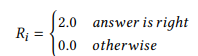 R_i = { 2.0 answer is right
0.0 otherwise